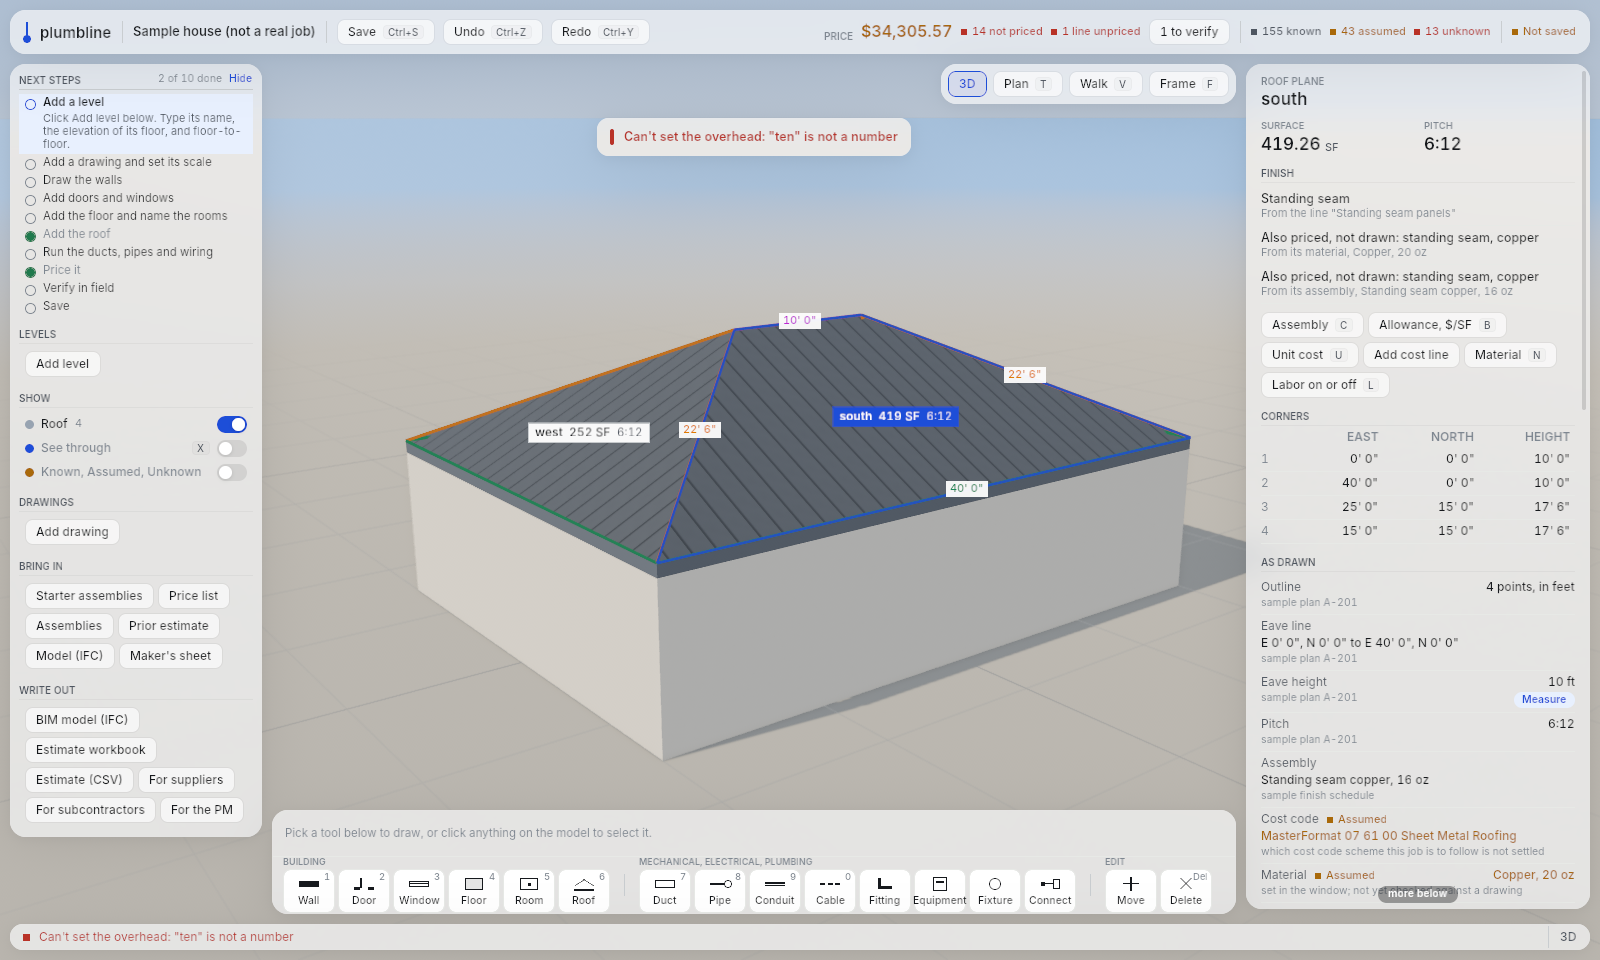 plumbline
Sample house (not a real job)
Save Ctrl+S
Undo Ctrl+Z
Redo Ctrl+Y
PRICE $34,305.57
14 not priced
1 line unpriced
1 to verify
155 known
43 assumed
13 unknown
Not saved
NEXT STEPS
2 of 10 done Hide
Add a level
Click Add level below. Type its name,
the elevation of its floor, and floor-to-
floor.
Add a drawing and set its scale
Draw the walls
Add doors and windows
Add the floor and name the rooms
Add the roof
Run the ducts, pipes and wiring
Price it
Verify in field
Save
LEVELS
Add level
SHOW
Roof 4
See through X
Known, Assumed, Unknown
DRAWINGS
Add drawing
BRING IN
Starter assemblies Price list
Assemblies Prior estimate
Model (IFC) Maker's sheet
WRITE OUT
BIM model (IFC)
Estimate workbook
Estimate (CSV) For suppliers
For subcontractors For the PM
3D
Plan T
Walk V
Frame F
Can't set the overhead: "ten" is not a number
10' 0"
22' 6"
south 419 SF 6:12
west 252 SF 6:12
22' 6"
40' 0"
Pick a tool below to draw, or click anything on the model to select it.
BUILDING
1 Wall
2 Door
3 Window
4 Floor
5 Room
6 Roof
MECHANICAL, ELECTRICAL, PLUMBING
7 Duct
8 Pipe
9 Conduit
0 Cable
Fitting
Equipment
Fixture
Connect
EDIT
Move
Del Delete
ROOF PLANE
south
SURFACE PITCH
419.26 SF 6:12
FINISH
Standing seam
From the line "Standing seam panels"
Also priced, not drawn: standing seam, copper
From its material, Copper, 20 oz
Also priced, not drawn: standing seam, copper
From its assembly, Standing seam copper, 16 oz
Assembly C Allowance, $/SF B
Unit cost U Add cost line Material N
Labor on or off L
CORNERS
EAST NORTH HEIGHT
1 0' 0" 0' 0" 10' 0"
2 40' 0" 0' 0" 10' 0"
3 25' 0" 15' 0" 17' 6"
4 15' 0" 15' 0" 17' 6"
AS DRAWN
Outline 4 points, in feet
sample plan A-201
Eave line
E 0' 0", N 0' 0" to E 40' 0", N 0' 0"
sample plan A-201
Eave height 10 ft
sample plan A-201 Measure
Pitch 6:12
sample plan A-201
Assembly
Standing seam copper, 16 oz
sample finish schedule
Cost code Assumed
MasterFormat 07 61 00 Sheet Metal Roofing
which cost code scheme this job is to follow is not settled
Material Assumed Copper, 20 oz
set in the window; not yet against a drawing
more below
Can't set the overhead: "ten" is not a number
3D